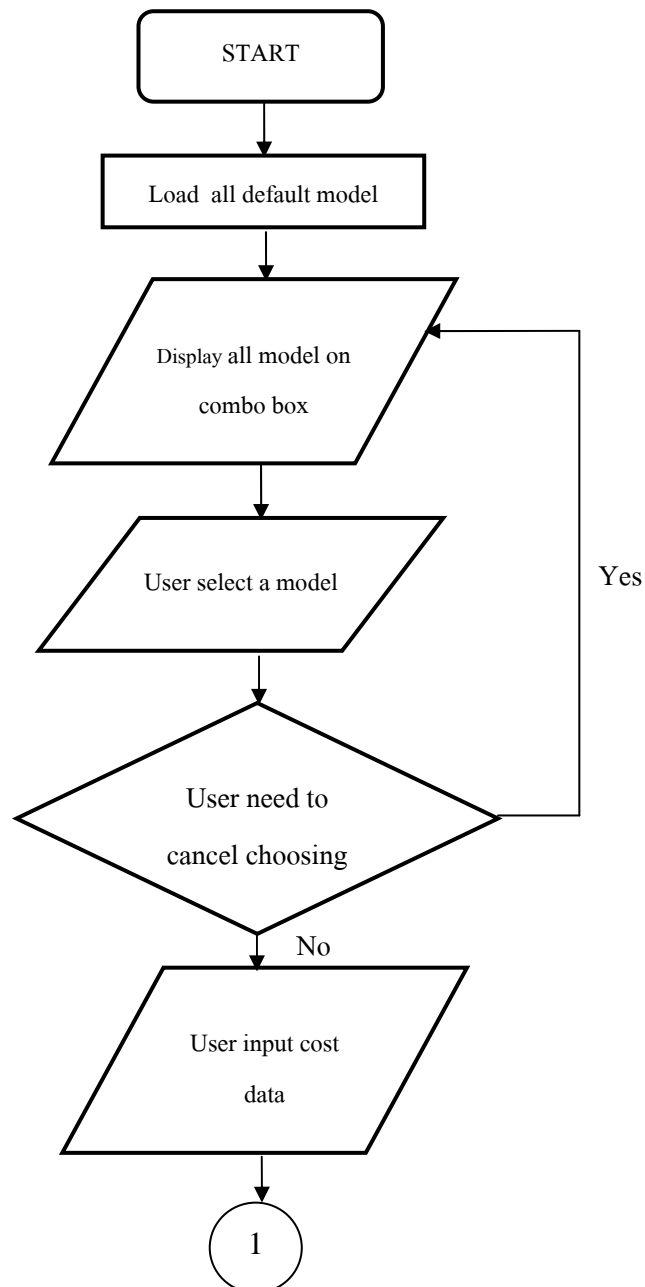 START
Load all default model
Display all model on
combo box
User select a model
Yes
User need to
cancel choosing
No
User input cost
data
1